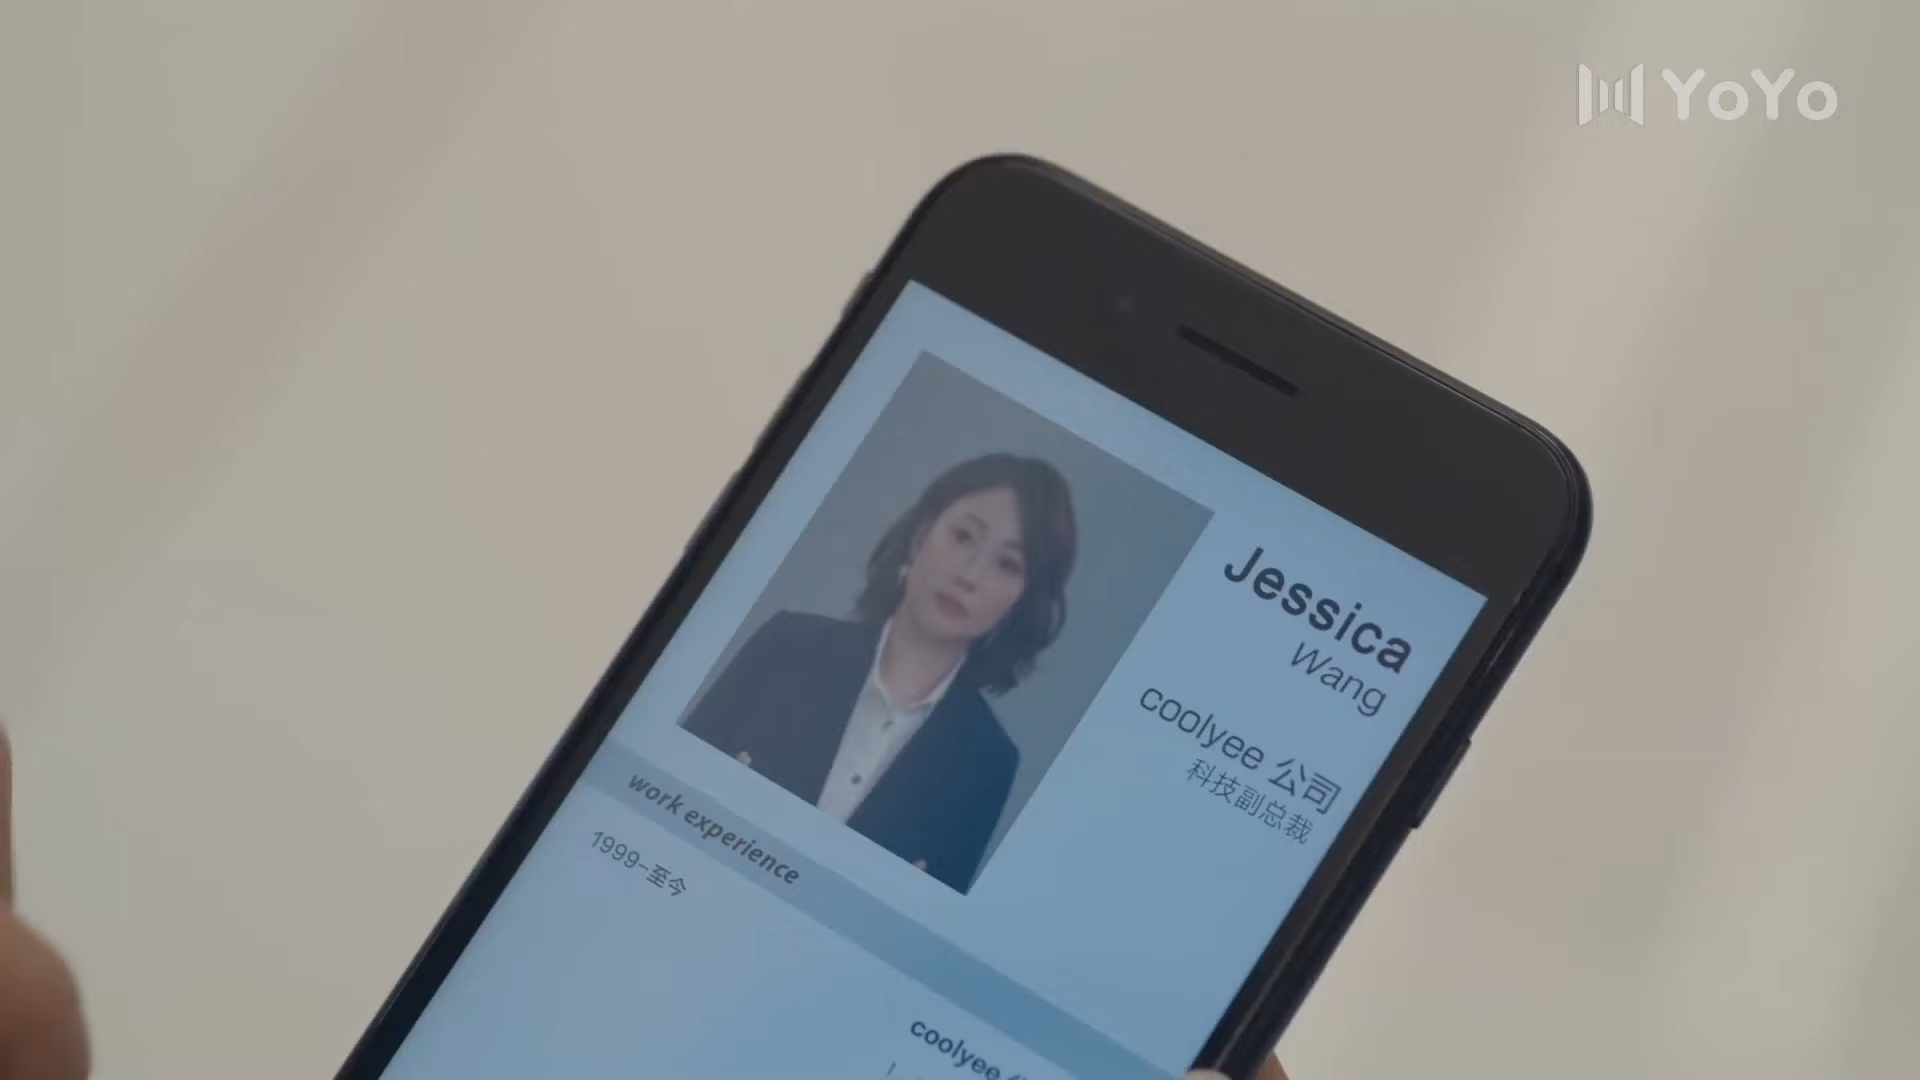 YoYo
Jessica
Wang
coolyee 公司
科技副总裁
work experience
1999-至今
coolyee